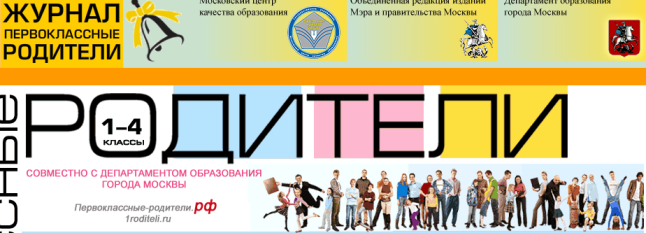 ЖУРНАЛ
ПЕРВОКЛАССНЫЕ
РОДИТЕЛИ
Московский центр
качества образования
Объединенная редакция изданий
Мэра и правительства Москвы
Департамент образования
города Москвы
СНЫЕ
РОДИТЕЛИ
1–4
КЛАССЫ
СОВМЕСТНО С ДЕПАРТАМЕНТОМ ОБРАЗОВАНИЯ
ГОРОДА МОСКВЫ
Первоклассные-родители.рф
1roditeli.ru